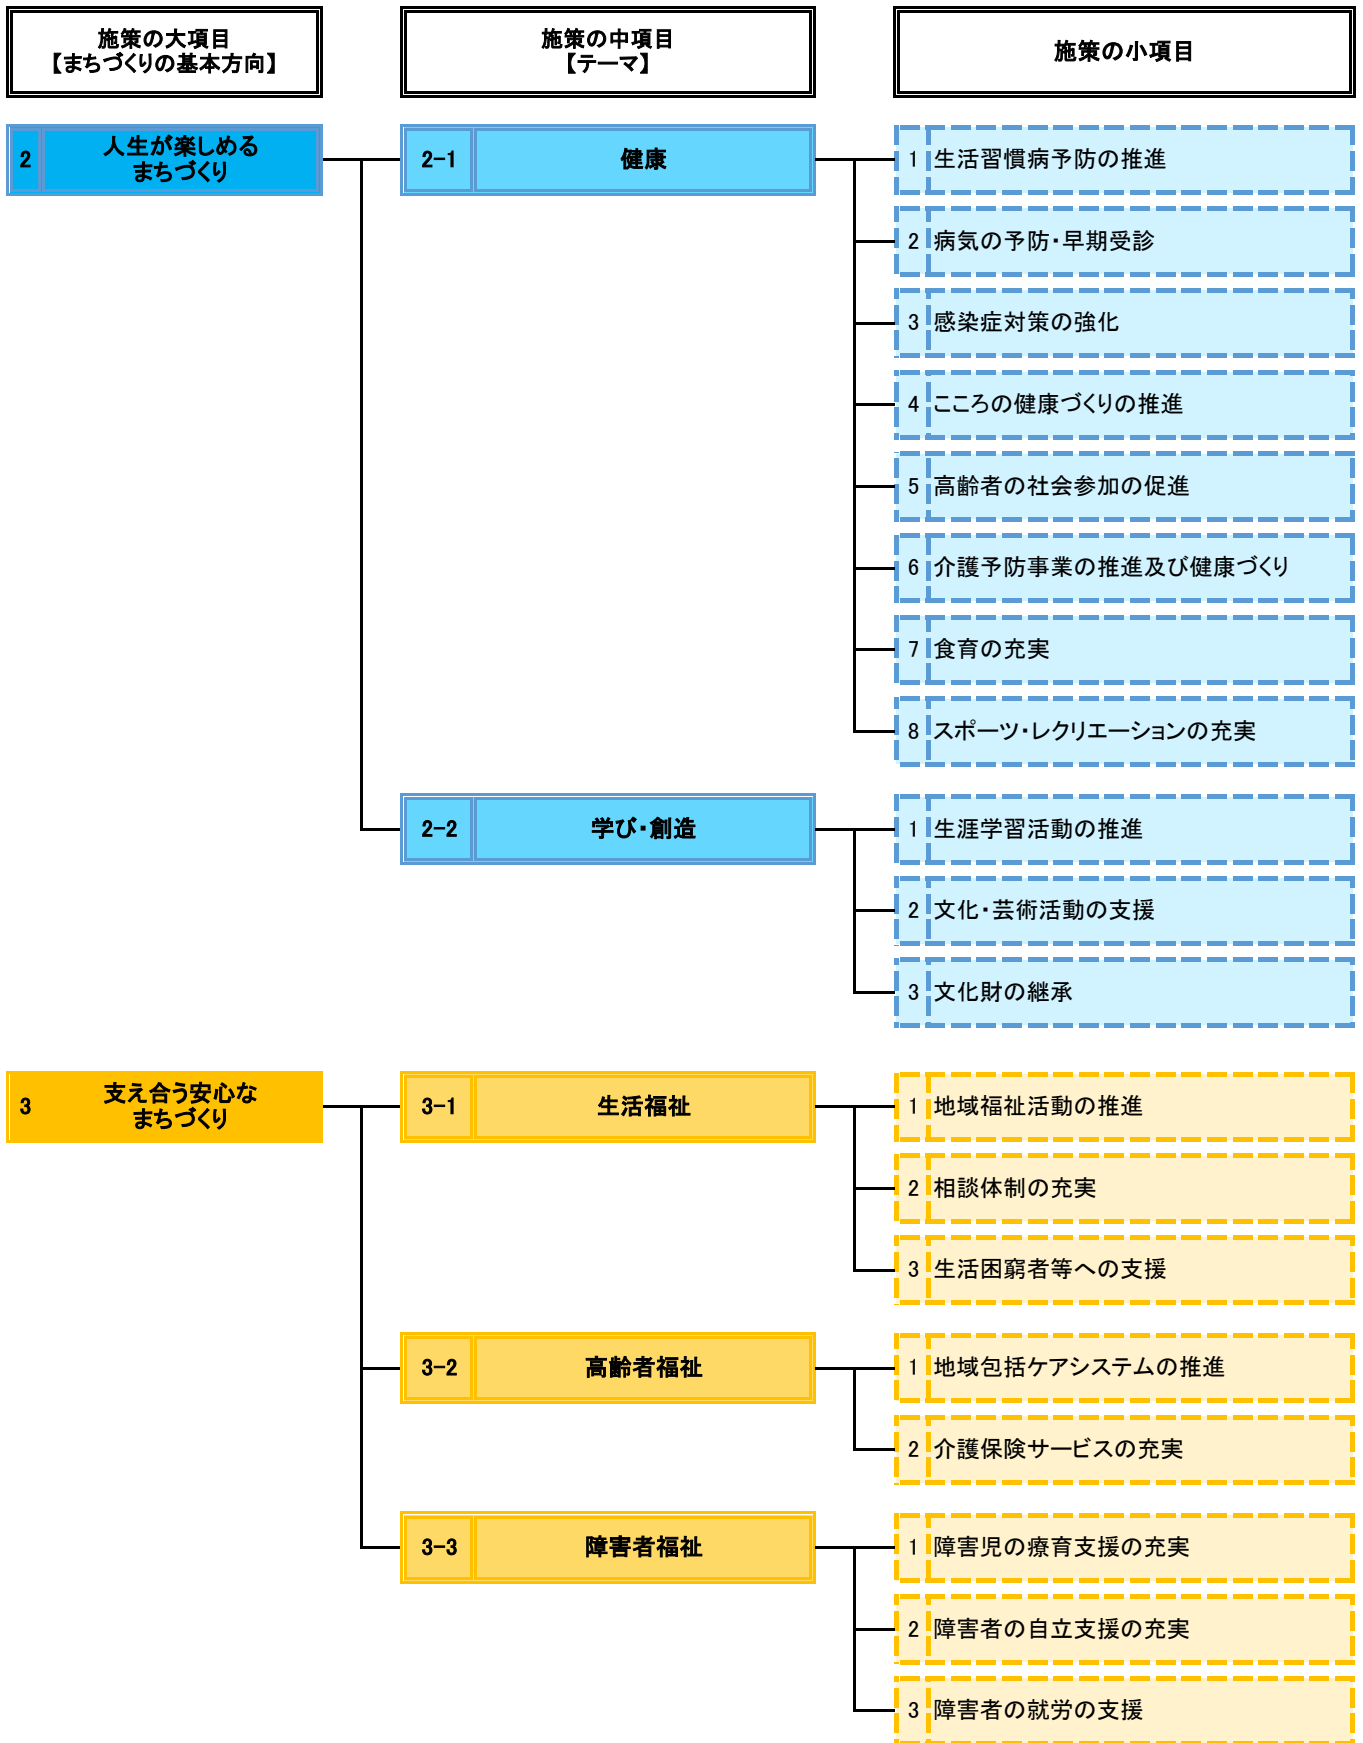 施策の大項目
【まちづくりの基本方向】
施策の中項目
【テーマ】
施策の小項目
2 人生が楽しめる
まちづくり
2-1 健康
1 生活習慣病予防の推進
2 病気の予防・早期受診
3 感染症対策の強化
4 こころの健康づくりの推進
5 高齢者の社会参加の促進
6 介護予防事業の推進及び健康づくり
7 食育の充実
8 スポーツ・レクリエーションの充実
2-2 学び・創造
1 生涯学習活動の推進
2 文化・芸術活動の支援
3 文化財の継承
3 支え合う安心な
まちづくり
3-1 生活福祉
1 地域福祉活動の推進
2 相談体制の充実
3 生活困窮者等への支援
3-2 高齢者福祉
1 地域包括ケアシステムの推進
2 介護保険サービスの充実
3-3 障害者福祉
1 障害児の療育支援の充実
2 障害者の自立支援の充実
3 障害者の就労の支援